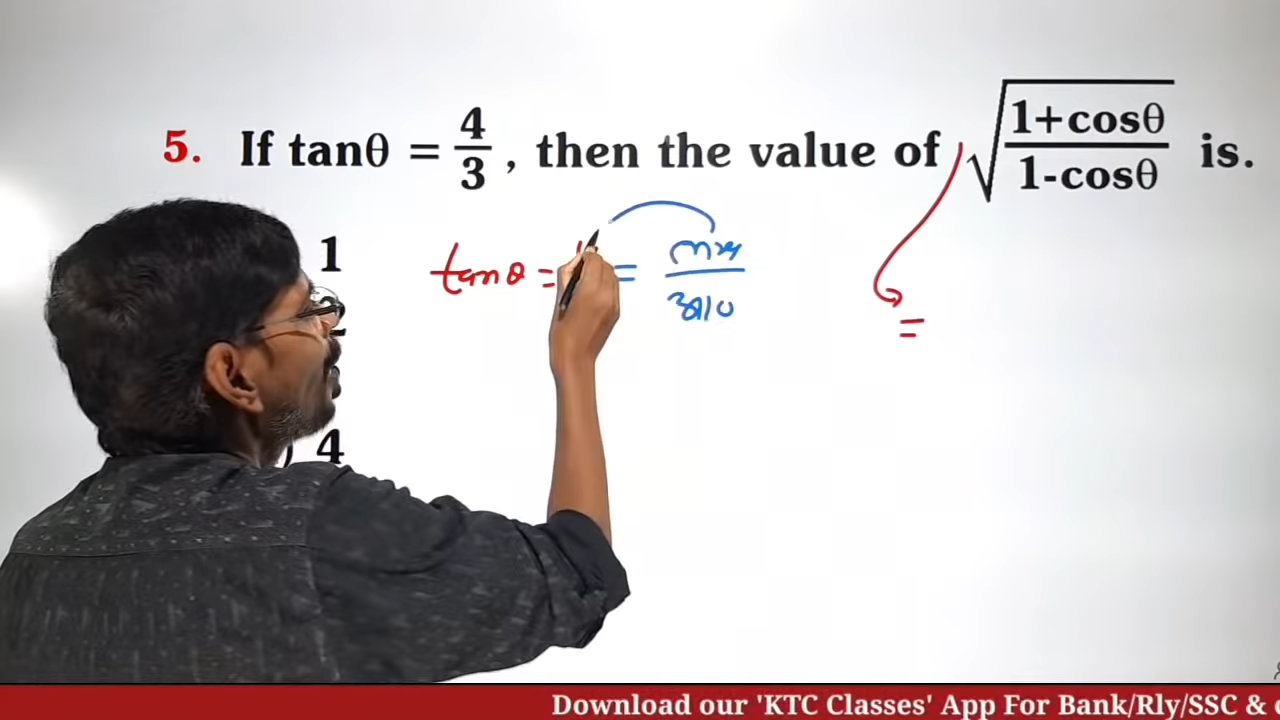 5. If tanθ = 4/3, then the value of √(1+cosθ)/(1-cosθ) is.
1
2
4
tanθ =
=
=
Download our 'KTC Classes' App For Bank/Rly/SSC &